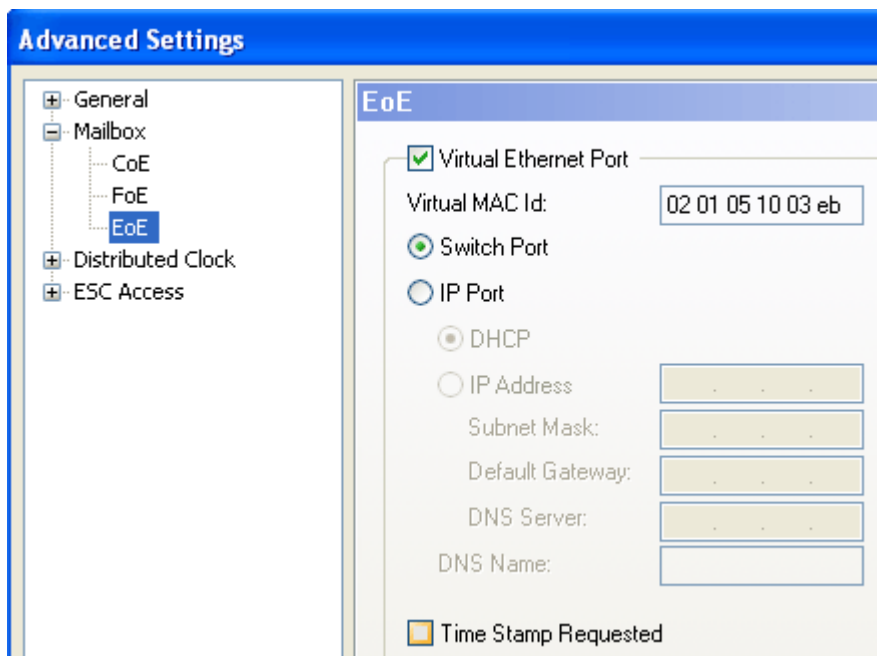 Advanced Settings
General
Mailbox
CoE
FoE
EoE
Distributed Clock
ESC Access
EoE
Virtual Ethernet Port
Virtual MAC Id: 02 01 05 10 03 eb
Switch Port
IP Port
DHCP
IP Address
Subnet Mask:
Default Gateway:
DNS Server:
DNS Name:
Time Stamp Requested